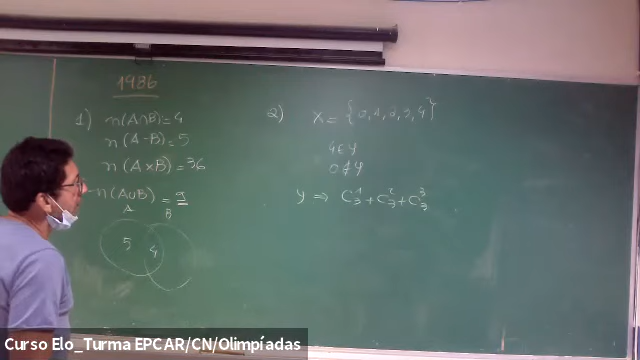 1986
1) n(A∩B)=4
n(A-B)=5
n(A×B)=36
n(A∪B)=9
A B
5 4
2) X={0,1,2,3,4}
4∈Y
0∉Y
Y ⇒ C₃¹+C₃²+C₃³
Curso Elo_Turma EPCAR/CN/Olimpíadas